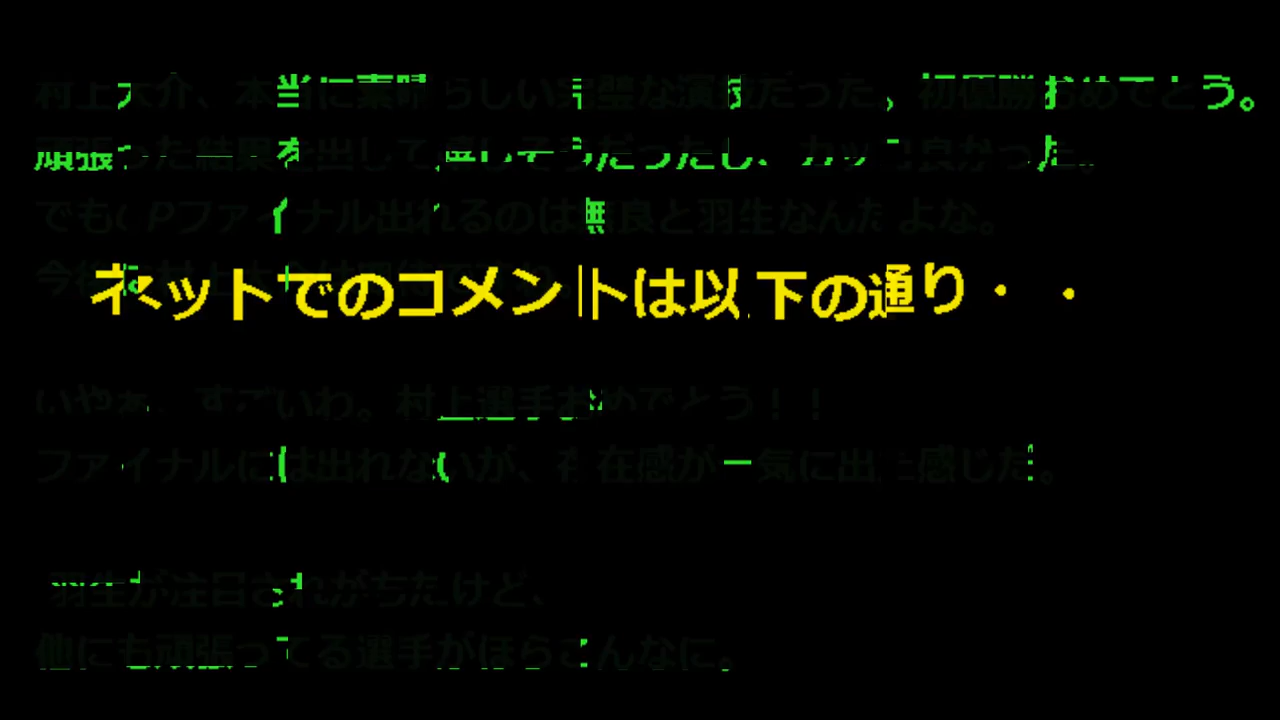 村上大介、本当に素晴らしい完璧な演技だった。初優勝おめでとう。
頑張った結果を出して嬉しそうだったし、カッコ良かった。
でもGPファイナル出れるのは無良と羽生なんだよな。
ネットでのコメントは以下の通り・・
いやぁ、すごいわ。村上選手おめでとう！！
ファイナルには出れないが、存在感が一気に出た感じだ。
羽生が注目されがちだけど、
他にも頑張ってる選手がほらこんなに。